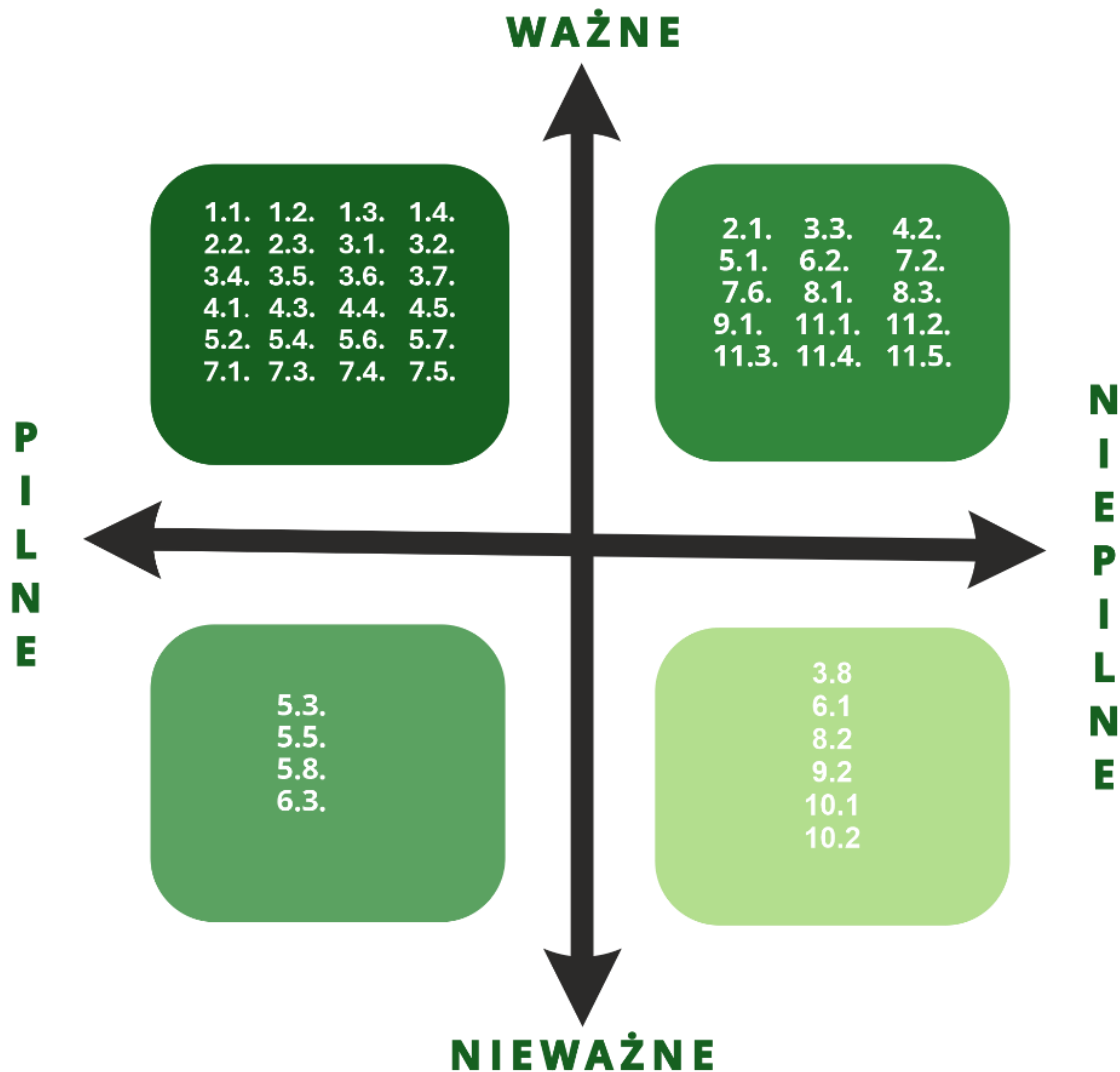 WAŻNE
1.1. 1.2. 1.3. 1.4.
2.2. 2.3. 3.1. 3.2.
3.4. 3.5. 3.6. 3.7.
4.1. 4.3. 4.4. 4.5.
5.2. 5.4. 5.6. 5.7.
7.1. 7.3. 7.4. 7.5.
2.1. 3.3. 4.2.
5.1. 6.2. 7.2.
7.6. 8.1. 8.3.
9.1. 11.1. 11.2.
11.3. 11.4. 11.5.
PILNE
NIEPILNE
5.3.
5.5.
5.8.
6.3.
3.8
6.1
8.2
9.2
10.1
10.2
NIEWAŻNE